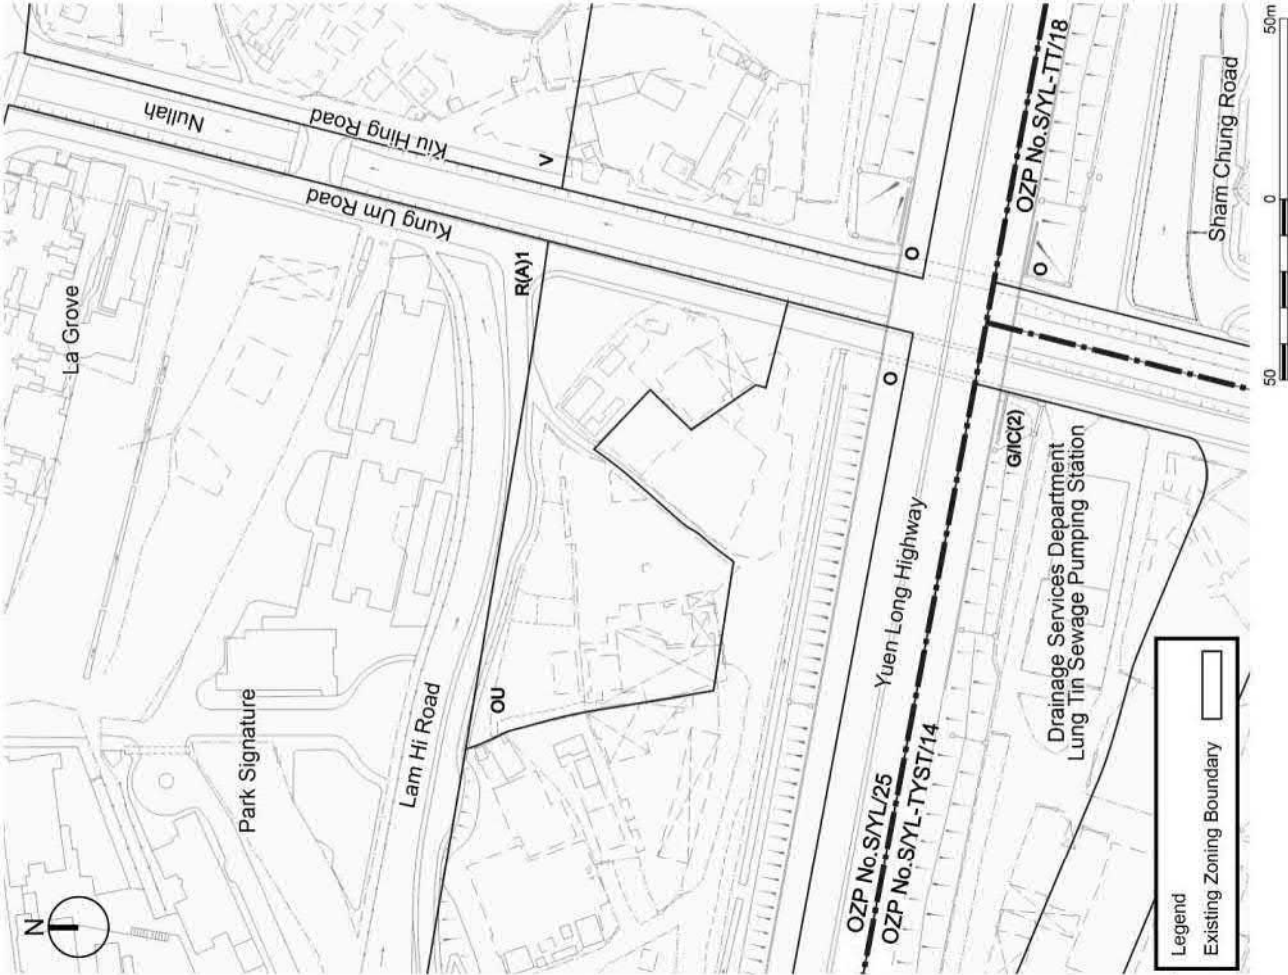 N
La Grove
Nullah
Kiu Hing Road
Kung Um Road
V
R(A)1
Park Signature
Lam Hi Road
OU
O
O
O
Yuen Long Highway
OZP No.S/YL/25
OZP No.S/YL-TYST/14
OZP No.S/YL-TT/18
G/IC(2)
Drainage Services Department
Lung Tin Sewage Pumping Station
Sham Chung Road
Legend
Existing Zoning Boundary
50 0 50m